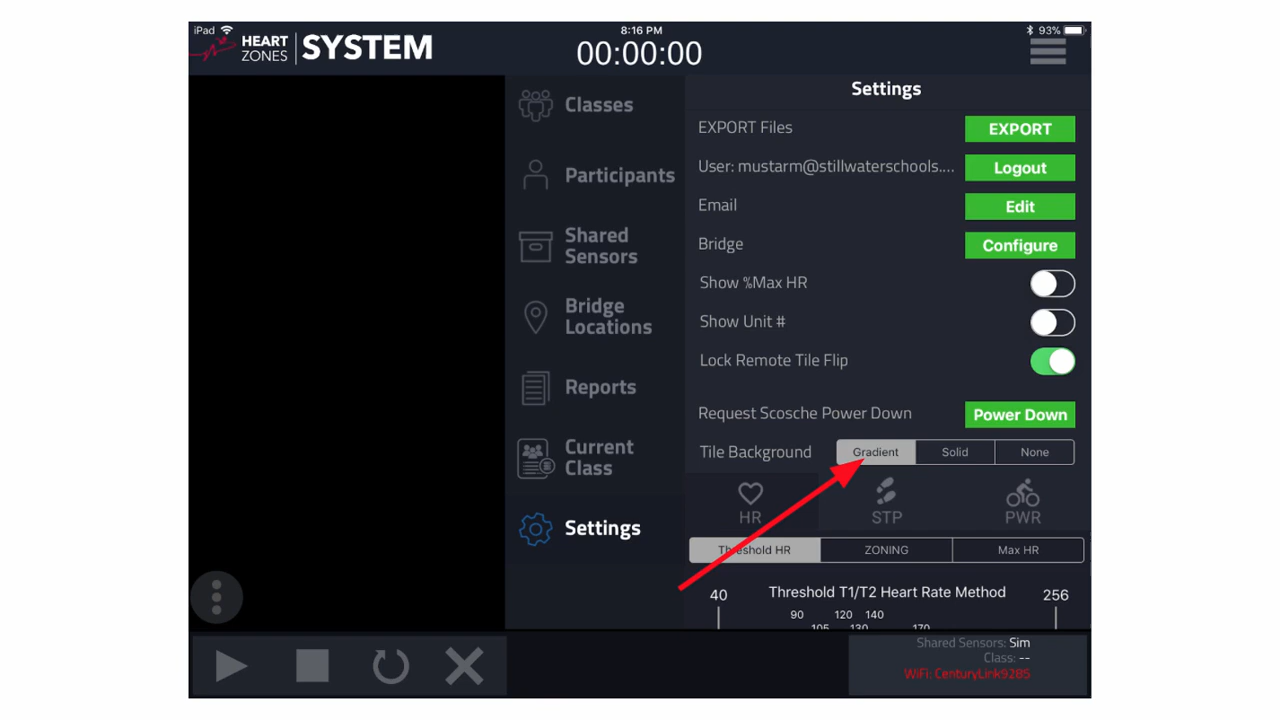 iPad
8:16 PM
93%
HEART ZONES
SYSTEM
00:00:00
Classes
Participants
Shared
Sensors
Bridge
Locations
Reports
Current
Class
Settings
Settings
EXPORT Files
EXPORT
User: mustarm@stillwaterschools....
Logout
Email
Edit
Bridge
Configure
Show %Max HR
Show Unit #
Lock Remote Tile Flip
Request Scosche Power Down
Power Down
Tile Background
Gradient
Solid
None
HR
STP
PWR
Threshold HR
ZONING
Max HR
40
Threshold T1/T2 Heart Rate Method
256
90
120
140
105
130
170
Shared Sensors: Sim
Class: --
WiFi: CenturyLink9285